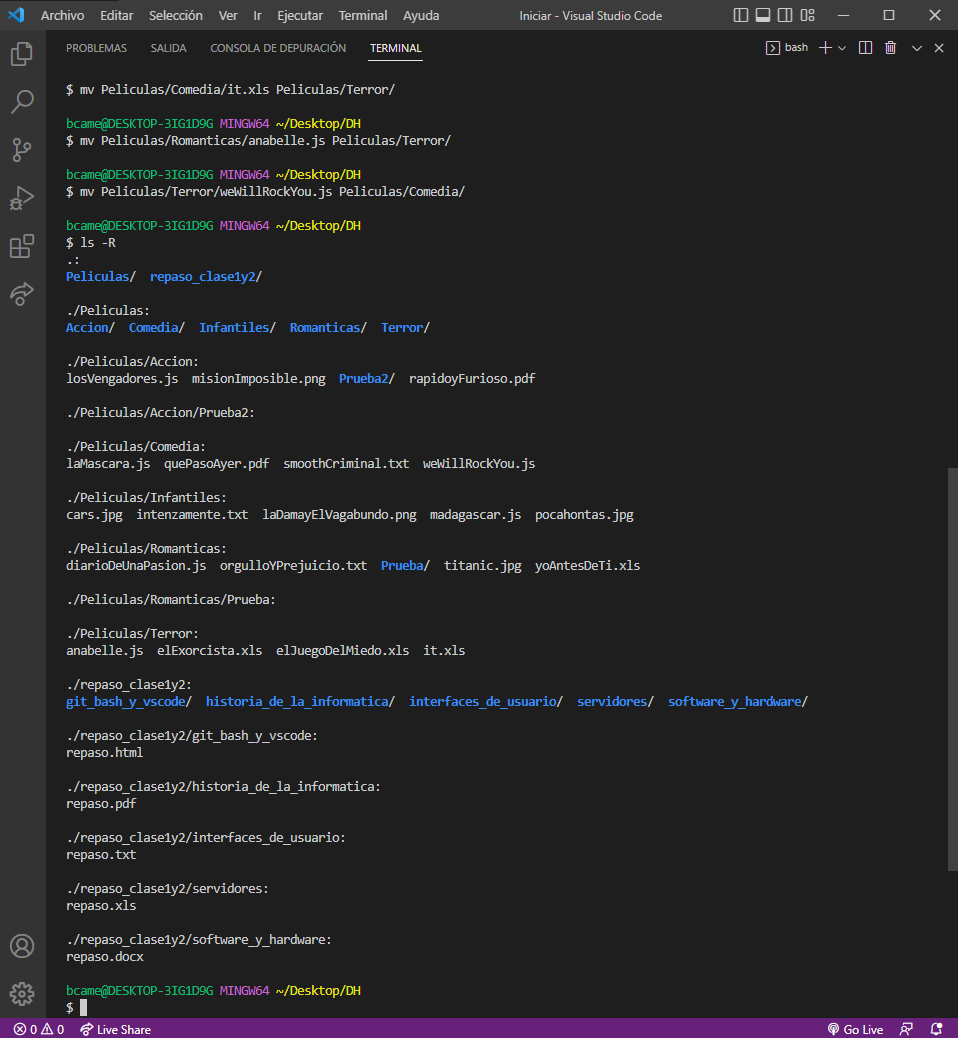 Archivo Editar Selección Ver Ir Ejecutar Terminal Ayuda Iniciar - Visual Studio Code
PROBLEMAS SALIDA CONSOLA DE DEPURACIÓN TERMINAL bash
$ mv Peliculas/Comedia/it.xls Peliculas/Terror/
bcame@DESKTOP-3IG1D9G MINGW64 ~/Desktop/DH
$ mv Peliculas/Romanticas/anabelle.js Peliculas/Terror/
bcame@DESKTOP-3IG1D9G MINGW64 ~/Desktop/DH
$ mv Peliculas/Terror/weWillRockYou.js Peliculas/Comedia/
bcame@DESKTOP-3IG1D9G MINGW64 ~/Desktop/DH
$ ls -R
.:
Peliculas/ repaso_clase1y2/
./Peliculas:
Accion/ Comedia/ Infantiles/ Romanticas/ Terror/
./Peliculas/Accion:
losVengadores.js misionImposible.png Prueba2/ rapidoyFurioso.pdf
./Peliculas/Accion/Prueba2:
./Peliculas/Comedia:
laMascara.js quePasoAyer.pdf smoothCriminal.txt weWillRockYou.js
./Peliculas/Infantiles:
cars.jpg intenzamente.txt laDamayElVagabundo.png madagascar.js pocahontas.jpg
./Peliculas/Romanticas:
diarioDeUnaPasion.js orgulloYPrejuicio.txt Prueba/ titanic.jpg yoAntesDeTi.xls
./Peliculas/Romanticas/Prueba:
./Peliculas/Terror:
anabelle.js elExorcista.xls elJuegoDelMiedo.xls it.xls
./repaso_clase1y2:
git_bash_y_vscode/ historia_de_la_informatica/ interfaces_de_usuario/ servidores/ software_y_hardware/
./repaso_clase1y2/git_bash_y_vscode:
repaso.html
./repaso_clase1y2/historia_de_la_informatica:
repaso.pdf
./repaso_clase1y2/interfaces_de_usuario:
repaso.txt
./repaso_clase1y2/servidores:
repaso.xls
./repaso_clase1y2/software_y_hardware:
repaso.docx
bcame@DESKTOP-3IG1D9G MINGW64 ~/Desktop/DH
$
0 0 Live Share Go Live